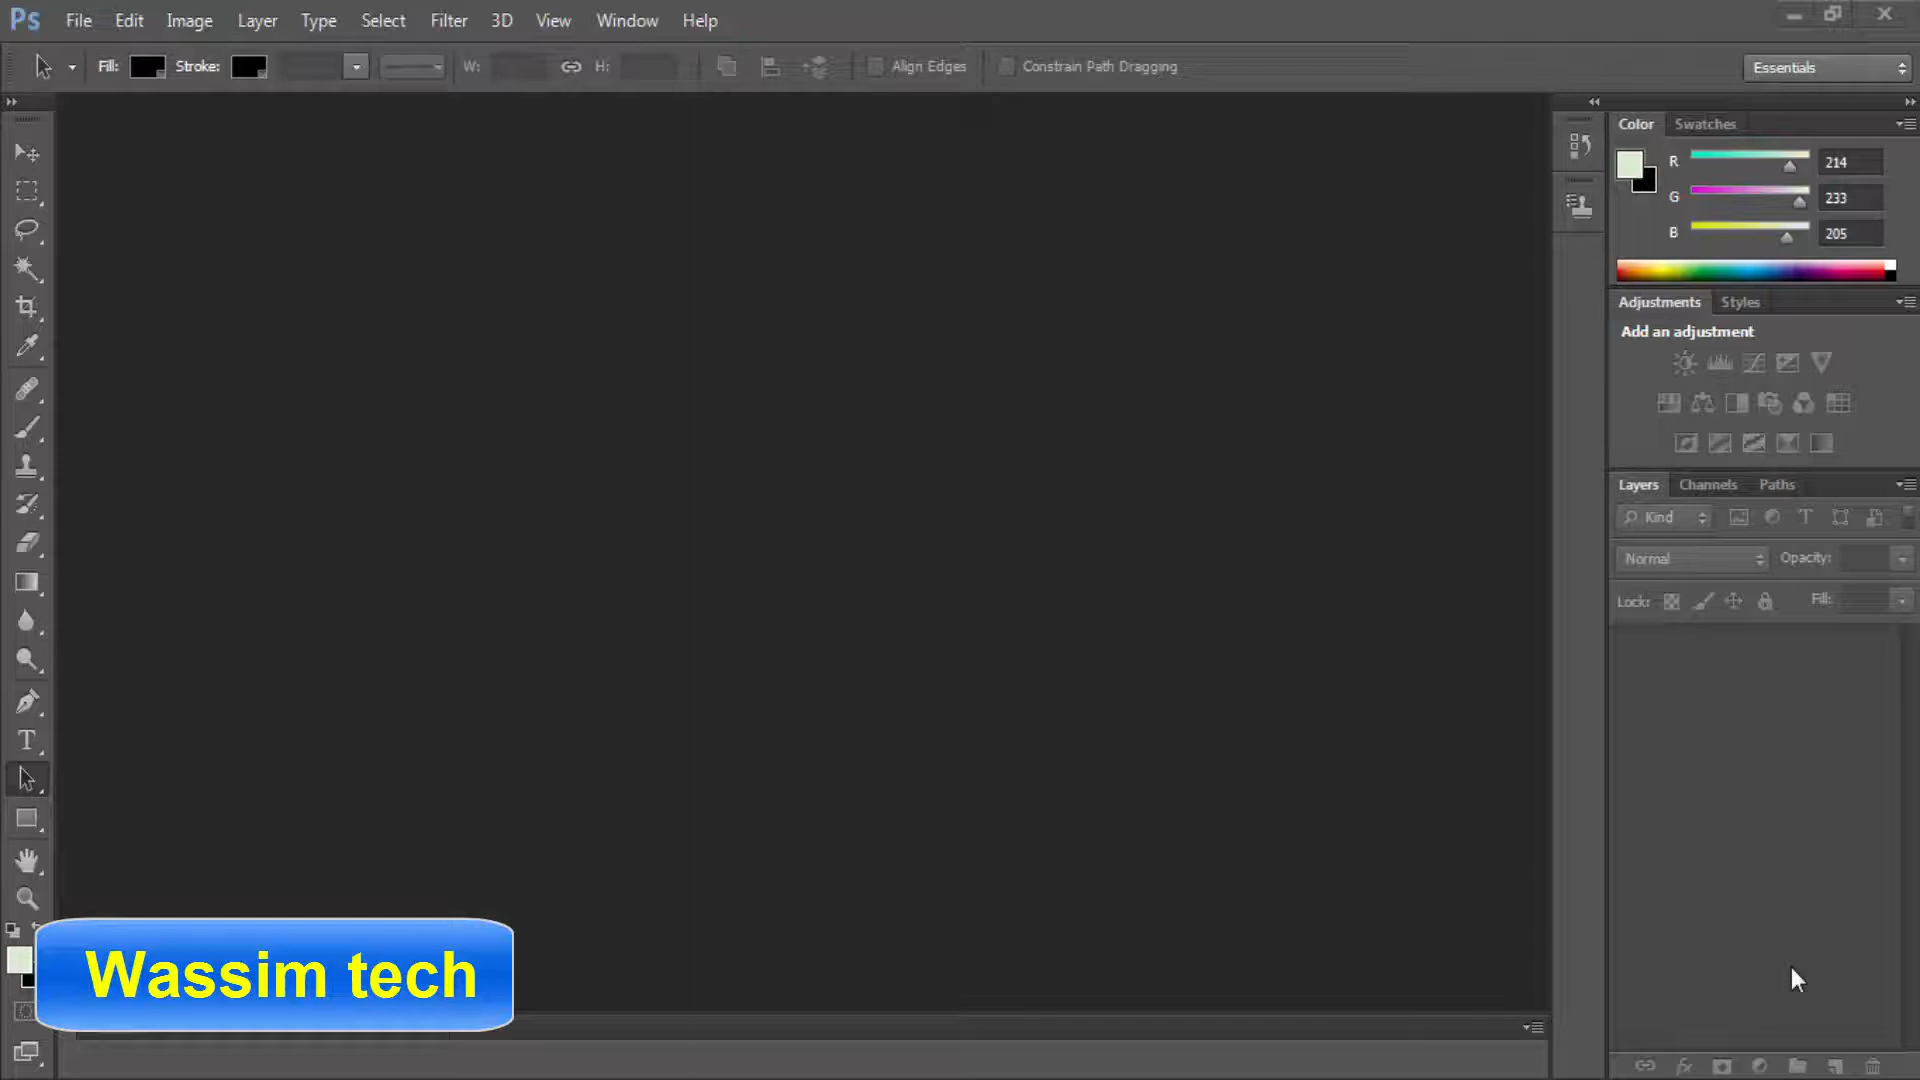 Ps File Edit Image Layer Type Select Filter 3D View Window Help
Fill: Stroke: W: H: Align Edges Constrain Path Dragging Essentials
Color Swatches
R 214
G 233
B 205
Adjustments Styles
Add an adjustment
Layers Channels Paths
Kind
Normal Opacity:
Lock: Fill:
Wassim tech